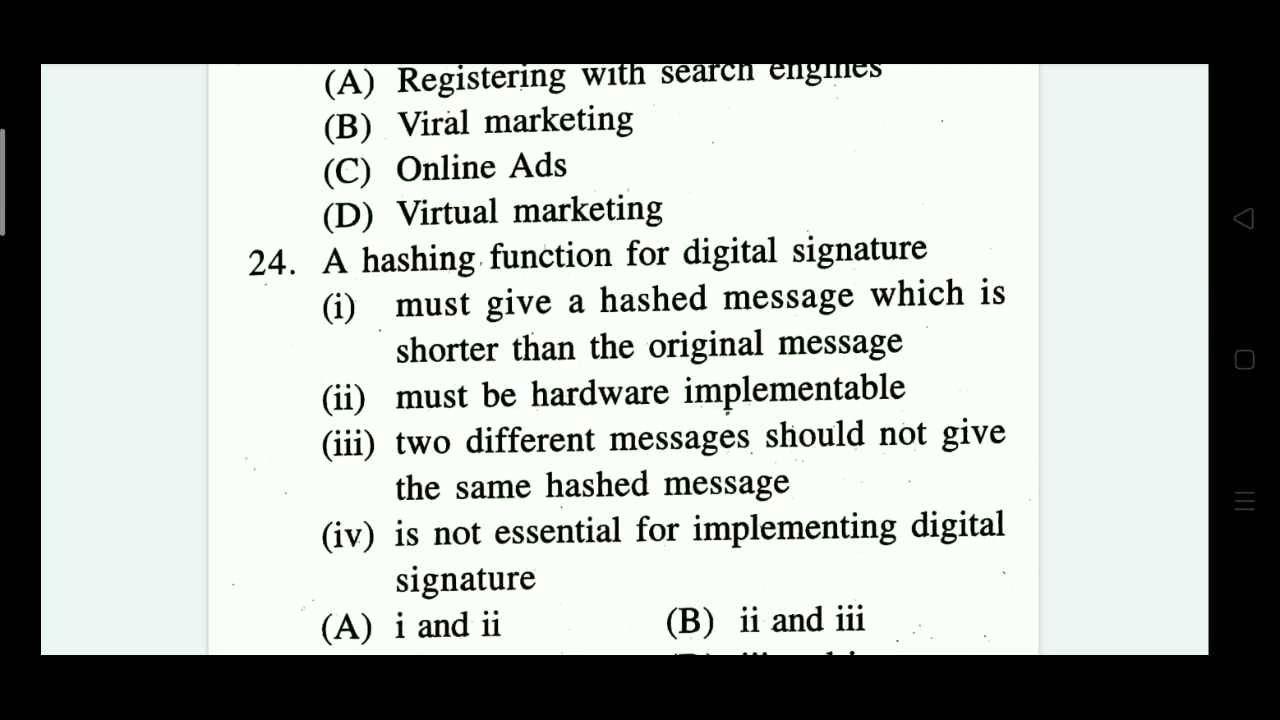 (A) Registering with search engines
(B) Viral marketing
(C) Online Ads
(D) Virtual marketing
24. A hashing function for digital signature
(i) must give a hashed message which is
shorter than the original message
(ii) must be hardware implementable
(iii) two different messages should not give
the same hashed message
(iv) is not essential for implementing digital
signature
(A) i and ii (B) ii and iii